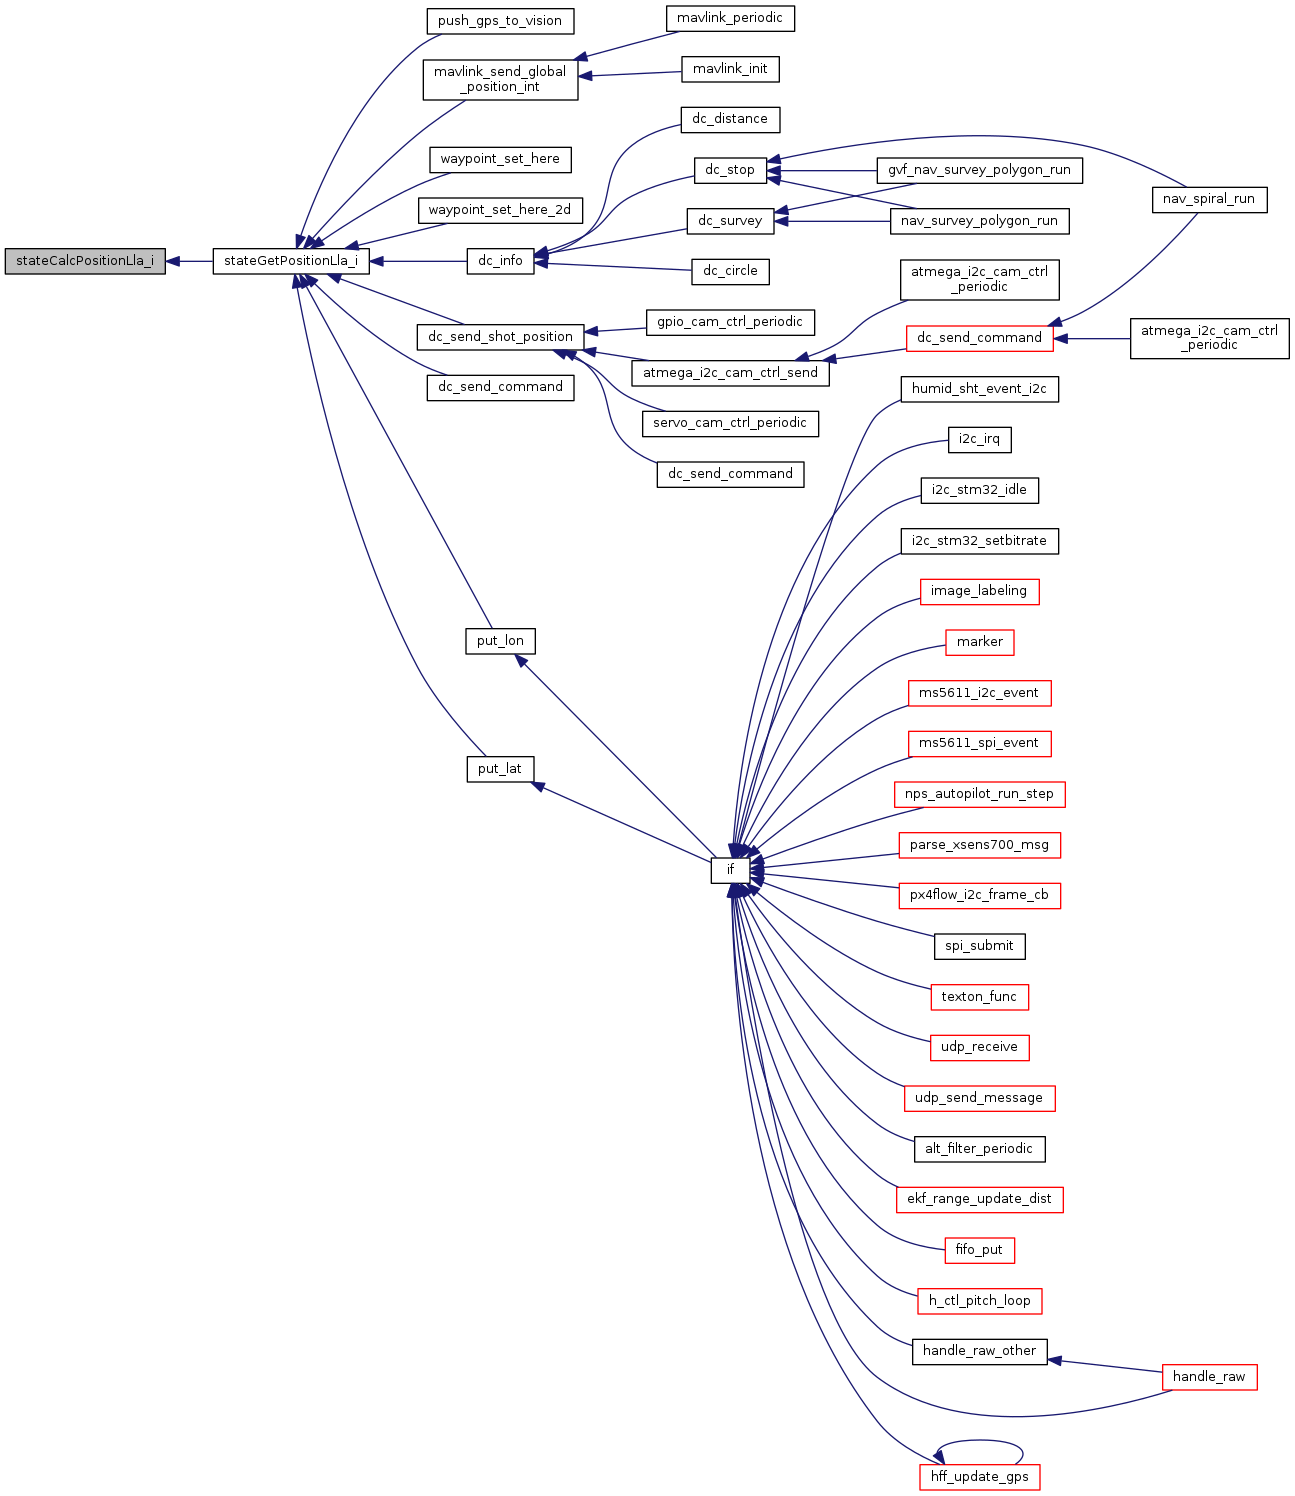 push_gps_to_vision
mavlink_periodic
mavlink_send_global
_position_int
mavlink_init
dc_distance
waypoint_set_here
dc_stop
gvf_nav_survey_polygon_run
nav_spiral_run
waypoint_set_here_2d
dc_survey
nav_survey_polygon_run
stateCalcPositionLla_i
stateGetPositionLla_i
dc_info
dc_circle
atmega_i2c_cam_ctrl
_periodic
gpio_cam_ctrl_periodic
dc_send_shot_position
dc_send_command
atmega_i2c_cam_ctrl
_periodic
atmega_i2c_cam_ctrl_send
dc_send_command
humid_sht_event_i2c
servo_cam_ctrl_periodic
i2c_irq
dc_send_command
i2c_stm32_idle
i2c_stm32_setbitrate
image_labeling
put_lon
marker
ms5611_i2c_event
ms5611_spi_event
put_lat
nps_autopilot_run_step
parse_xsens700_msg
if
px4flow_i2c_frame_cb
spi_submit
texton_func
udp_receive
udp_send_message
alt_filter_periodic
ekf_range_update_dist
fifo_put
h_ctl_pitch_loop
handle_raw_other
handle_raw
hff_update_gps